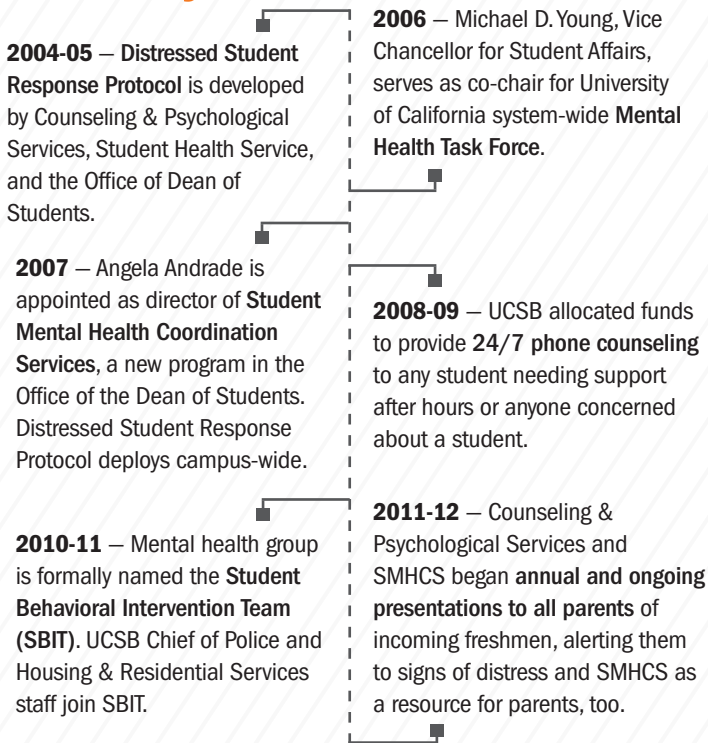 2004-05 – Distressed Student
Response Protocol is developed
by Counseling & Psychological
Services, Student Health Service,
and the Office of Dean of
Students.
2006 – Michael D. Young, Vice
Chancellor for Student Affairs,
serves as co-chair for University
of California system-wide Mental
Health Task Force.
2007 – Angela Andrade is
appointed as director of Student
Mental Health Coordination
Services, a new program in the
Office of the Dean of Students.
Distressed Student Response
Protocol deploys campus-wide.
2008-09 – UCSB allocated funds
to provide 24/7 phone counseling
to any student needing support
after hours or anyone concerned
about a student.
2010-11 – Mental health group
is formally named the Student
Behavioral Intervention Team
(SBIT). UCSB Chief of Police and
Housing & Residential Services
staff join SBIT.
2011-12 – Counseling &
Psychological Services and
SMHCS began annual and ongoing
presentations to all parents of
incoming freshmen, alerting them
to signs of distress and SMHCS as
a resource for parents, too.